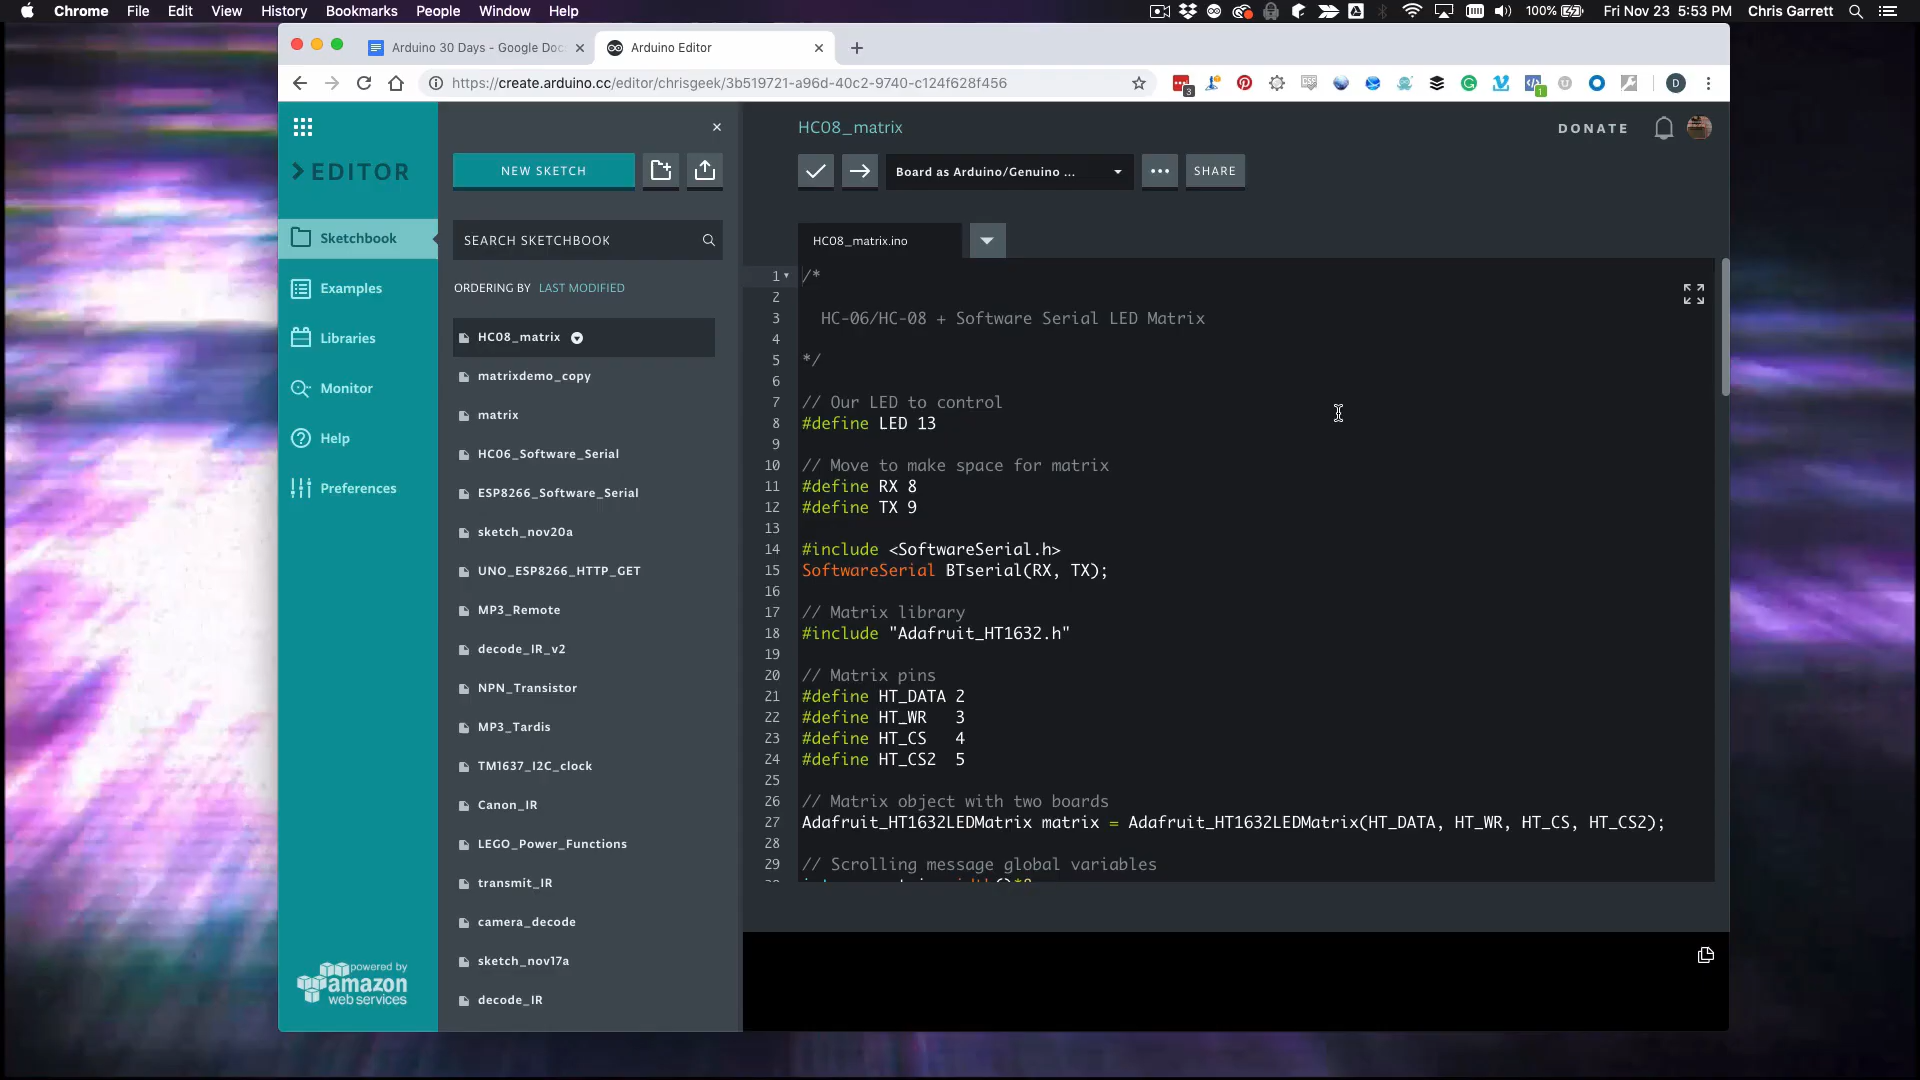 Chrome File Edit View History Bookmarks People Window Help 100% Fri Nov 23 5:53 PM Chris Garrett
Arduino 30 Days - Google Doc
Arduino Editor
https://create.arduino.cc/editor/chrisgeek/3b519721-a96d-40c2-9740-c124f628f456
3
1
D
EDITOR
Sketchbook
Examples
Libraries
Monitor
Help
Preferences
powered by
amazon
web services
NEW SKETCH
SEARCH SKETCHBOOK
ORDERING BY LAST MODIFIED
HC08_matrix
matrixdemo_copy
matrix
HC06_Software_Serial
ESP8266_Software_Serial
sketch_nov20a
UNO_ESP8266_HTTP_GET
MP3_Remote
decode_IR_v2
NPN_Transistor
MP3_Tardis
TM1637_I2C_clock
Canon_IR
LEGO_Power_Functions
transmit_IR
camera_decode
sketch_nov17a
decode_IR
HC08_matrix
DONATE
Board as Arduino/Genuino ...
SHARE
HC08_matrix.ino
1 /*
2
3 HC-06/HC-08 + Software Serial LED Matrix
4
5 */
6
7 // Our LED to control
8 #define LED 13
9
10 // Move to make space for matrix
11 #define RX 8
12 #define TX 9
13
14 #include <SoftwareSerial.h>
15 SoftwareSerial BTserial(RX, TX);
16
17 // Matrix library
18 #include "Adafruit_HT1632.h"
19
20 // Matrix pins
21 #define HT_DATA 2
22 #define HT_WR 3
23 #define HT_CS 4
24 #define HT_CS2 5
25
26 // Matrix object with two boards
27 Adafruit_HT1632LEDMatrix matrix = Adafruit_HT1632LEDMatrix(HT_DATA, HT_WR, HT_CS, HT_CS2);
28
29 // Scrolling message global variables